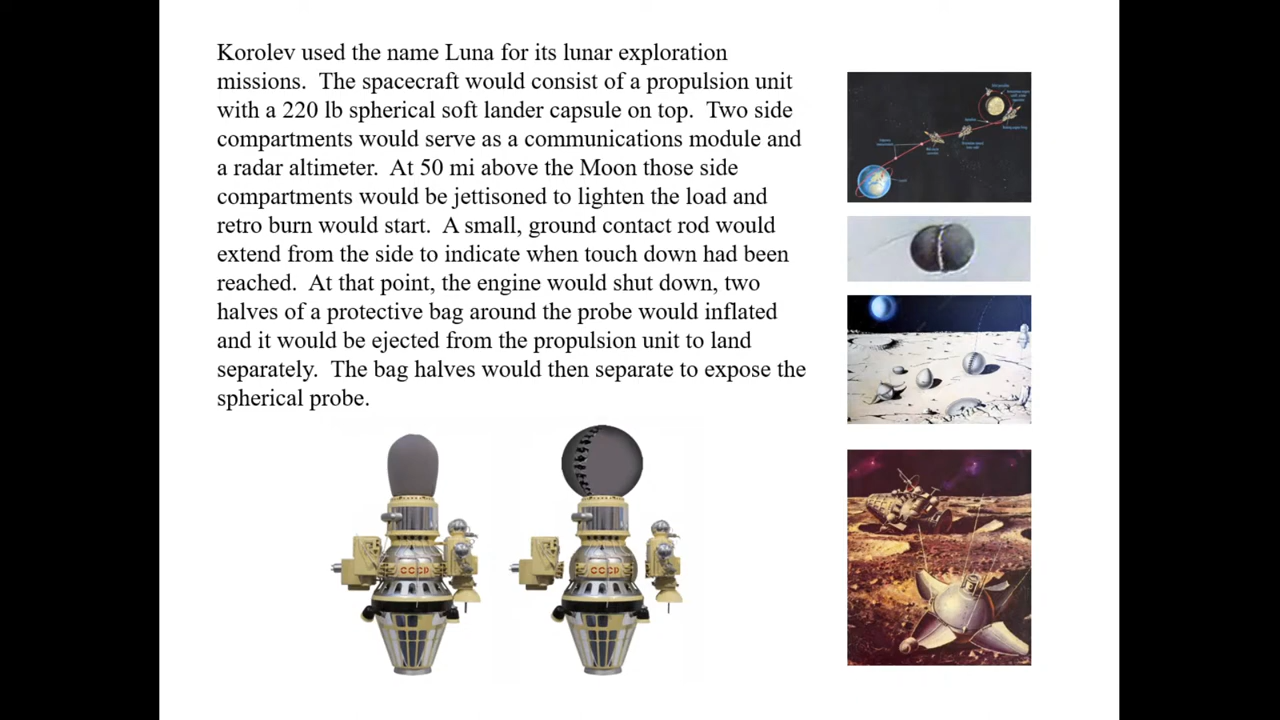 Korolev used the name Luna for its lunar exploration
missions.  The spacecraft would consist of a propulsion unit
with a 220 lb spherical soft lander capsule on top.  Two side
compartments would serve as a communications module and
a radar altimeter.  At 50 mi above the Moon those side
compartments would be jettisoned to lighten the load and
retro burn would start.  A small, ground contact rod would
extend from the side to indicate when touch down had been
reached.  At that point, the engine would shut down, two
halves of a protective bag around the probe would inflated
and it would be ejected from the propulsion unit to land
separately.  The bag halves would then separate to expose the
spherical probe.
СССР
СССР